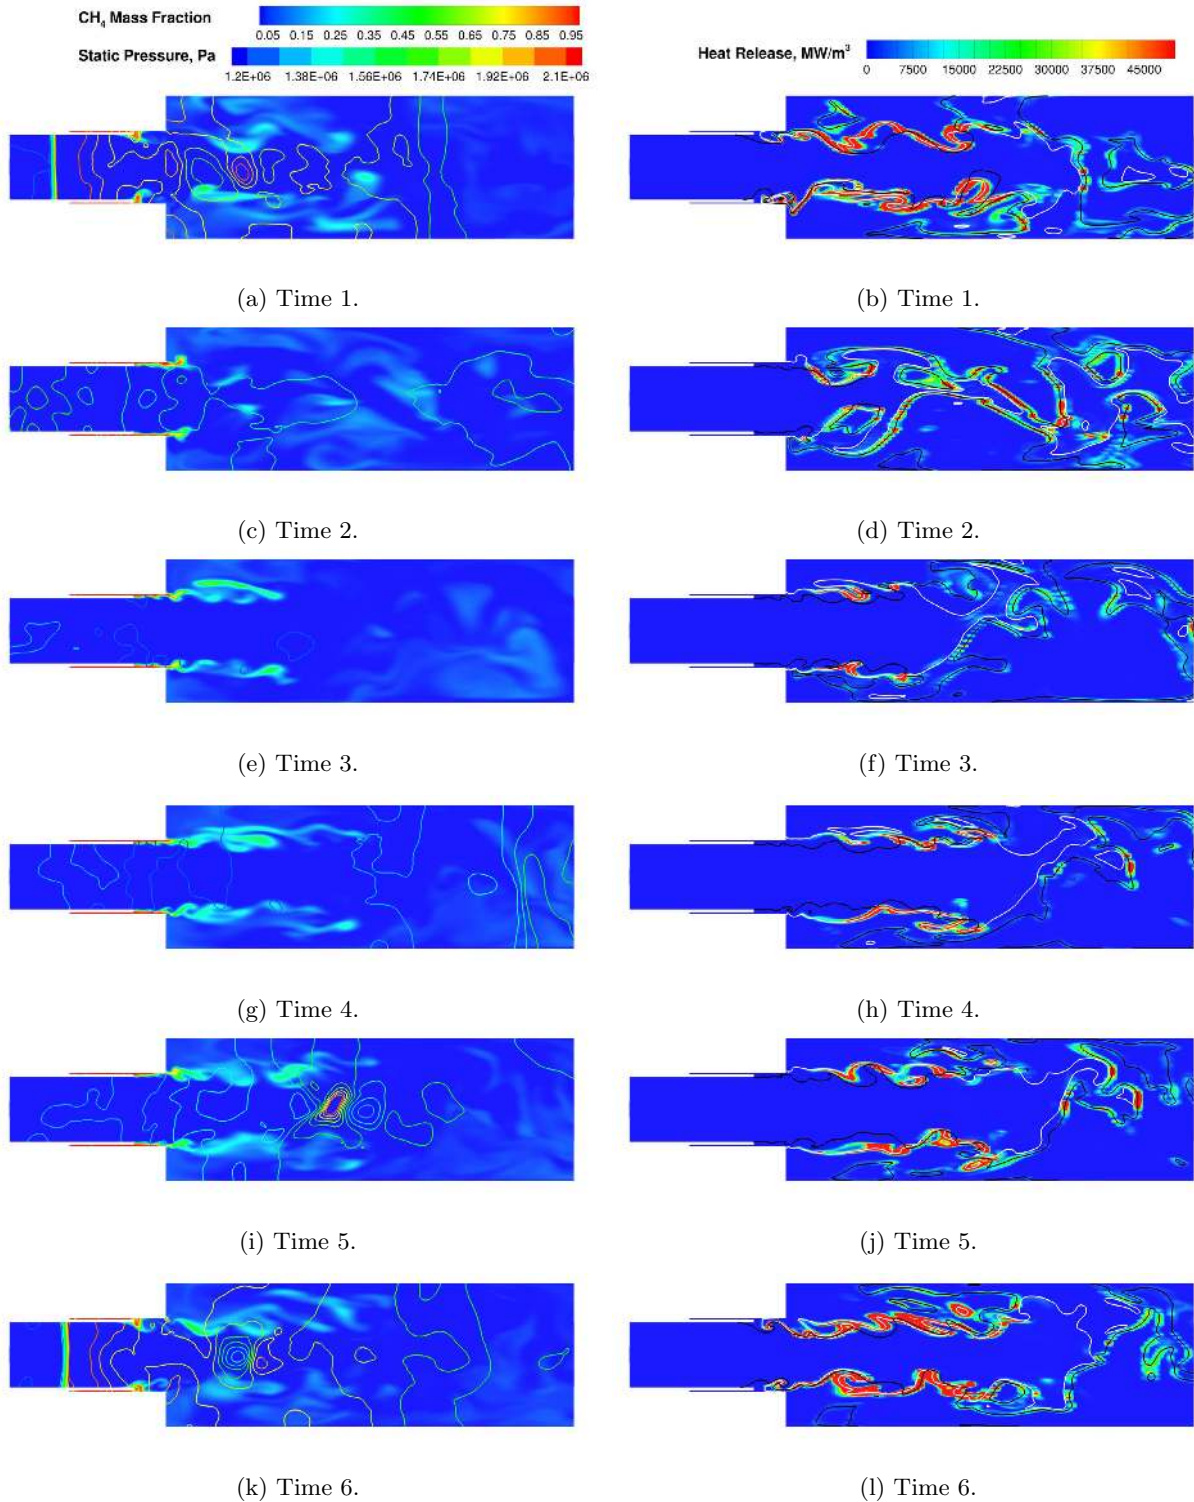 CH₄ Mass Fraction
0.05 0.15 0.25 0.35 0.45 0.55 0.65 0.75 0.85 0.95
Static Pressure, Pa
1.2E+06 1.38E+06 1.56E+06 1.74E+06 1.92E+06 2.1E+06
Heat Release, MW/m³
0 7500 15000 22500 30000 37500 45000
(a) Time 1.
(b) Time 1.
(c) Time 2.
(d) Time 2.
(e) Time 3.
(f) Time 3.
(g) Time 4.
(h) Time 4.
(i) Time 5.
(j) Time 5.
(k) Time 6.
(l) Time 6.